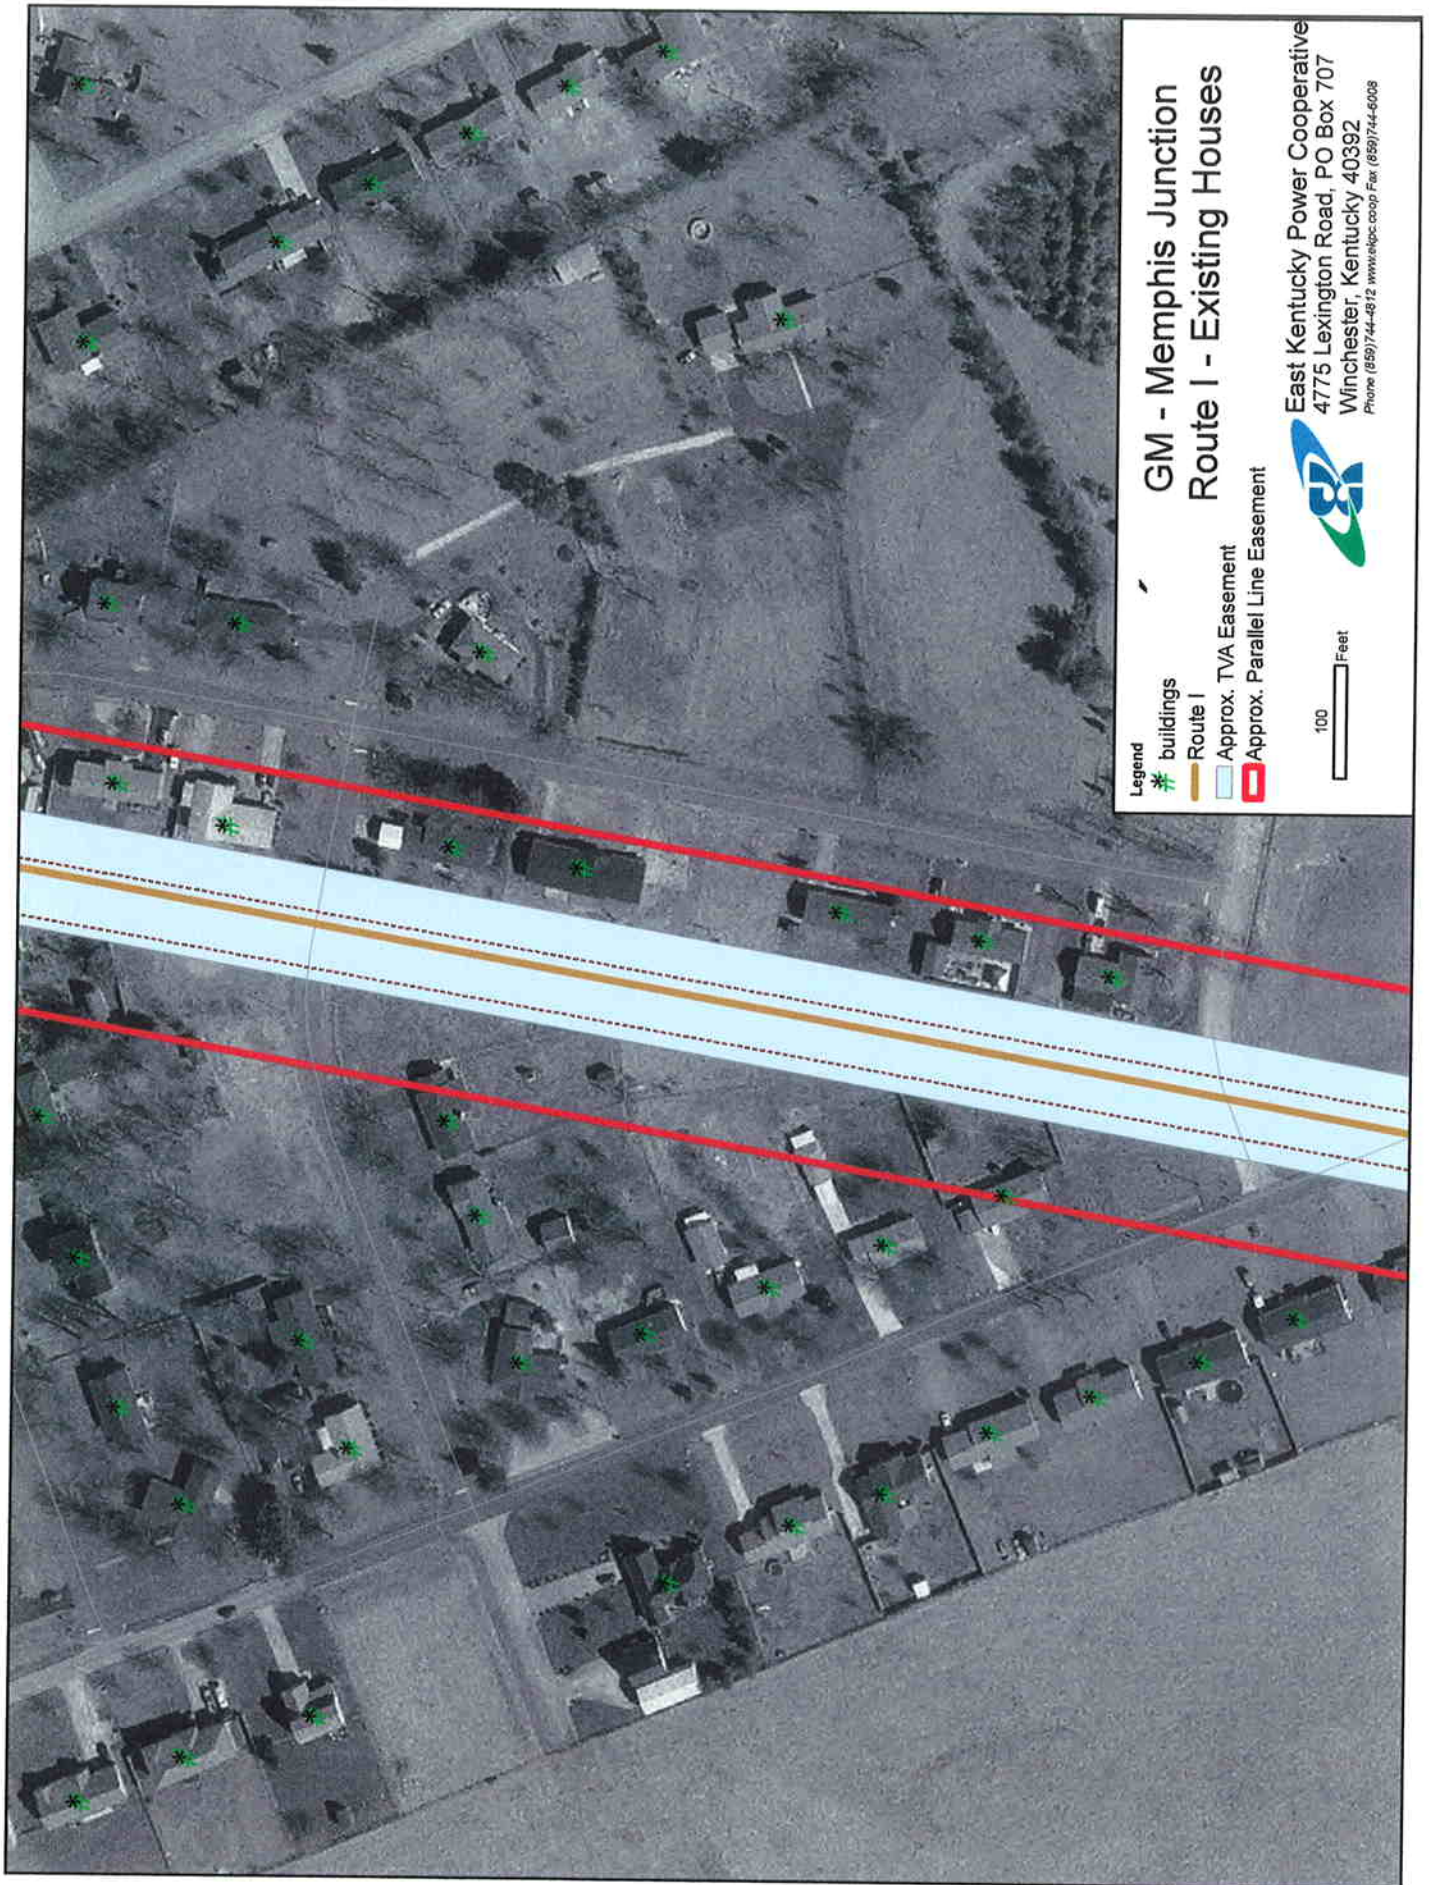 GM - Memphis Junction
Route I - Existing Houses
Legend
buildings
Route I
Approx. TVA Easement
Approx. Parallel Line Easement
100
Feet
East Kentucky Power Cooperative
4775 Lexington Road, PO Box 707
Winchester, Kentucky 40392
Phone (859)744-4812 www.ekpc.coop Fax (859)744-6008